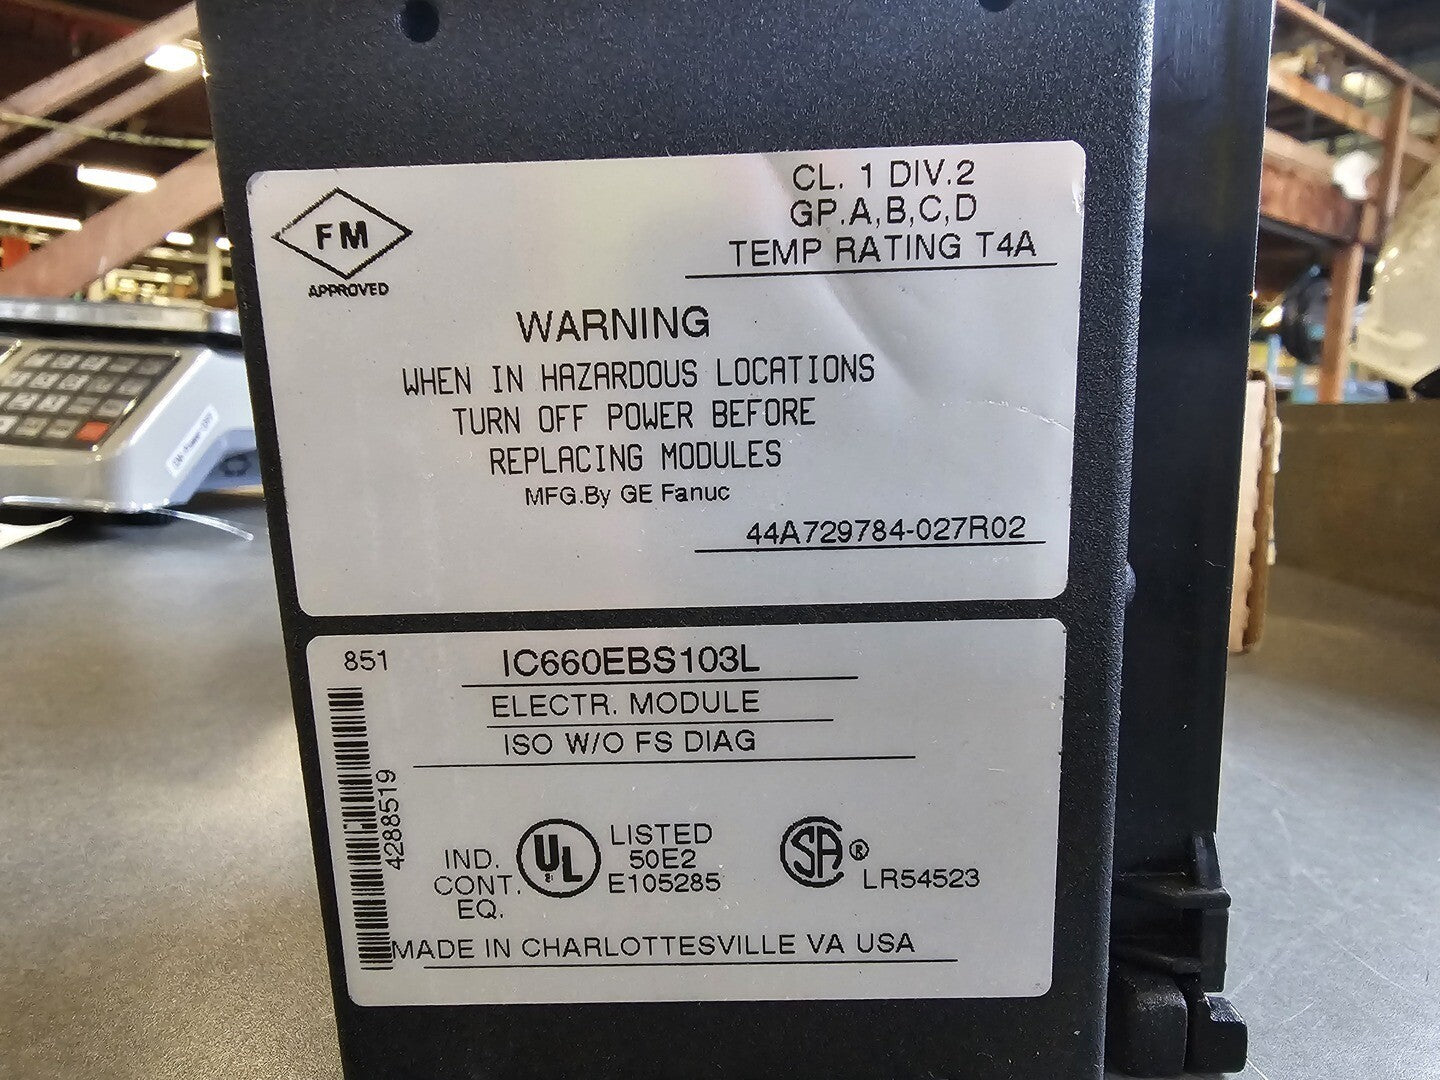 FM
APPROVED
CL. 1 DIV.2
GP.A,B,C,D
TEMP RATING T4A
WARNING
WHEN IN HAZARDOUS LOCATIONS
TURN OFF POWER BEFORE
REPLACING MODULES
MFG.By GE Fanuc
44A729784-027R02
851
IC660EBS103L
ELECTR. MODULE
ISO W/O FS DIAG
4288519
IND.
CONT.
EQ.
UL
LISTED
50E2
E105285
SA ®
LR54523
MADE IN CHARLOTTESVILLE VA USA